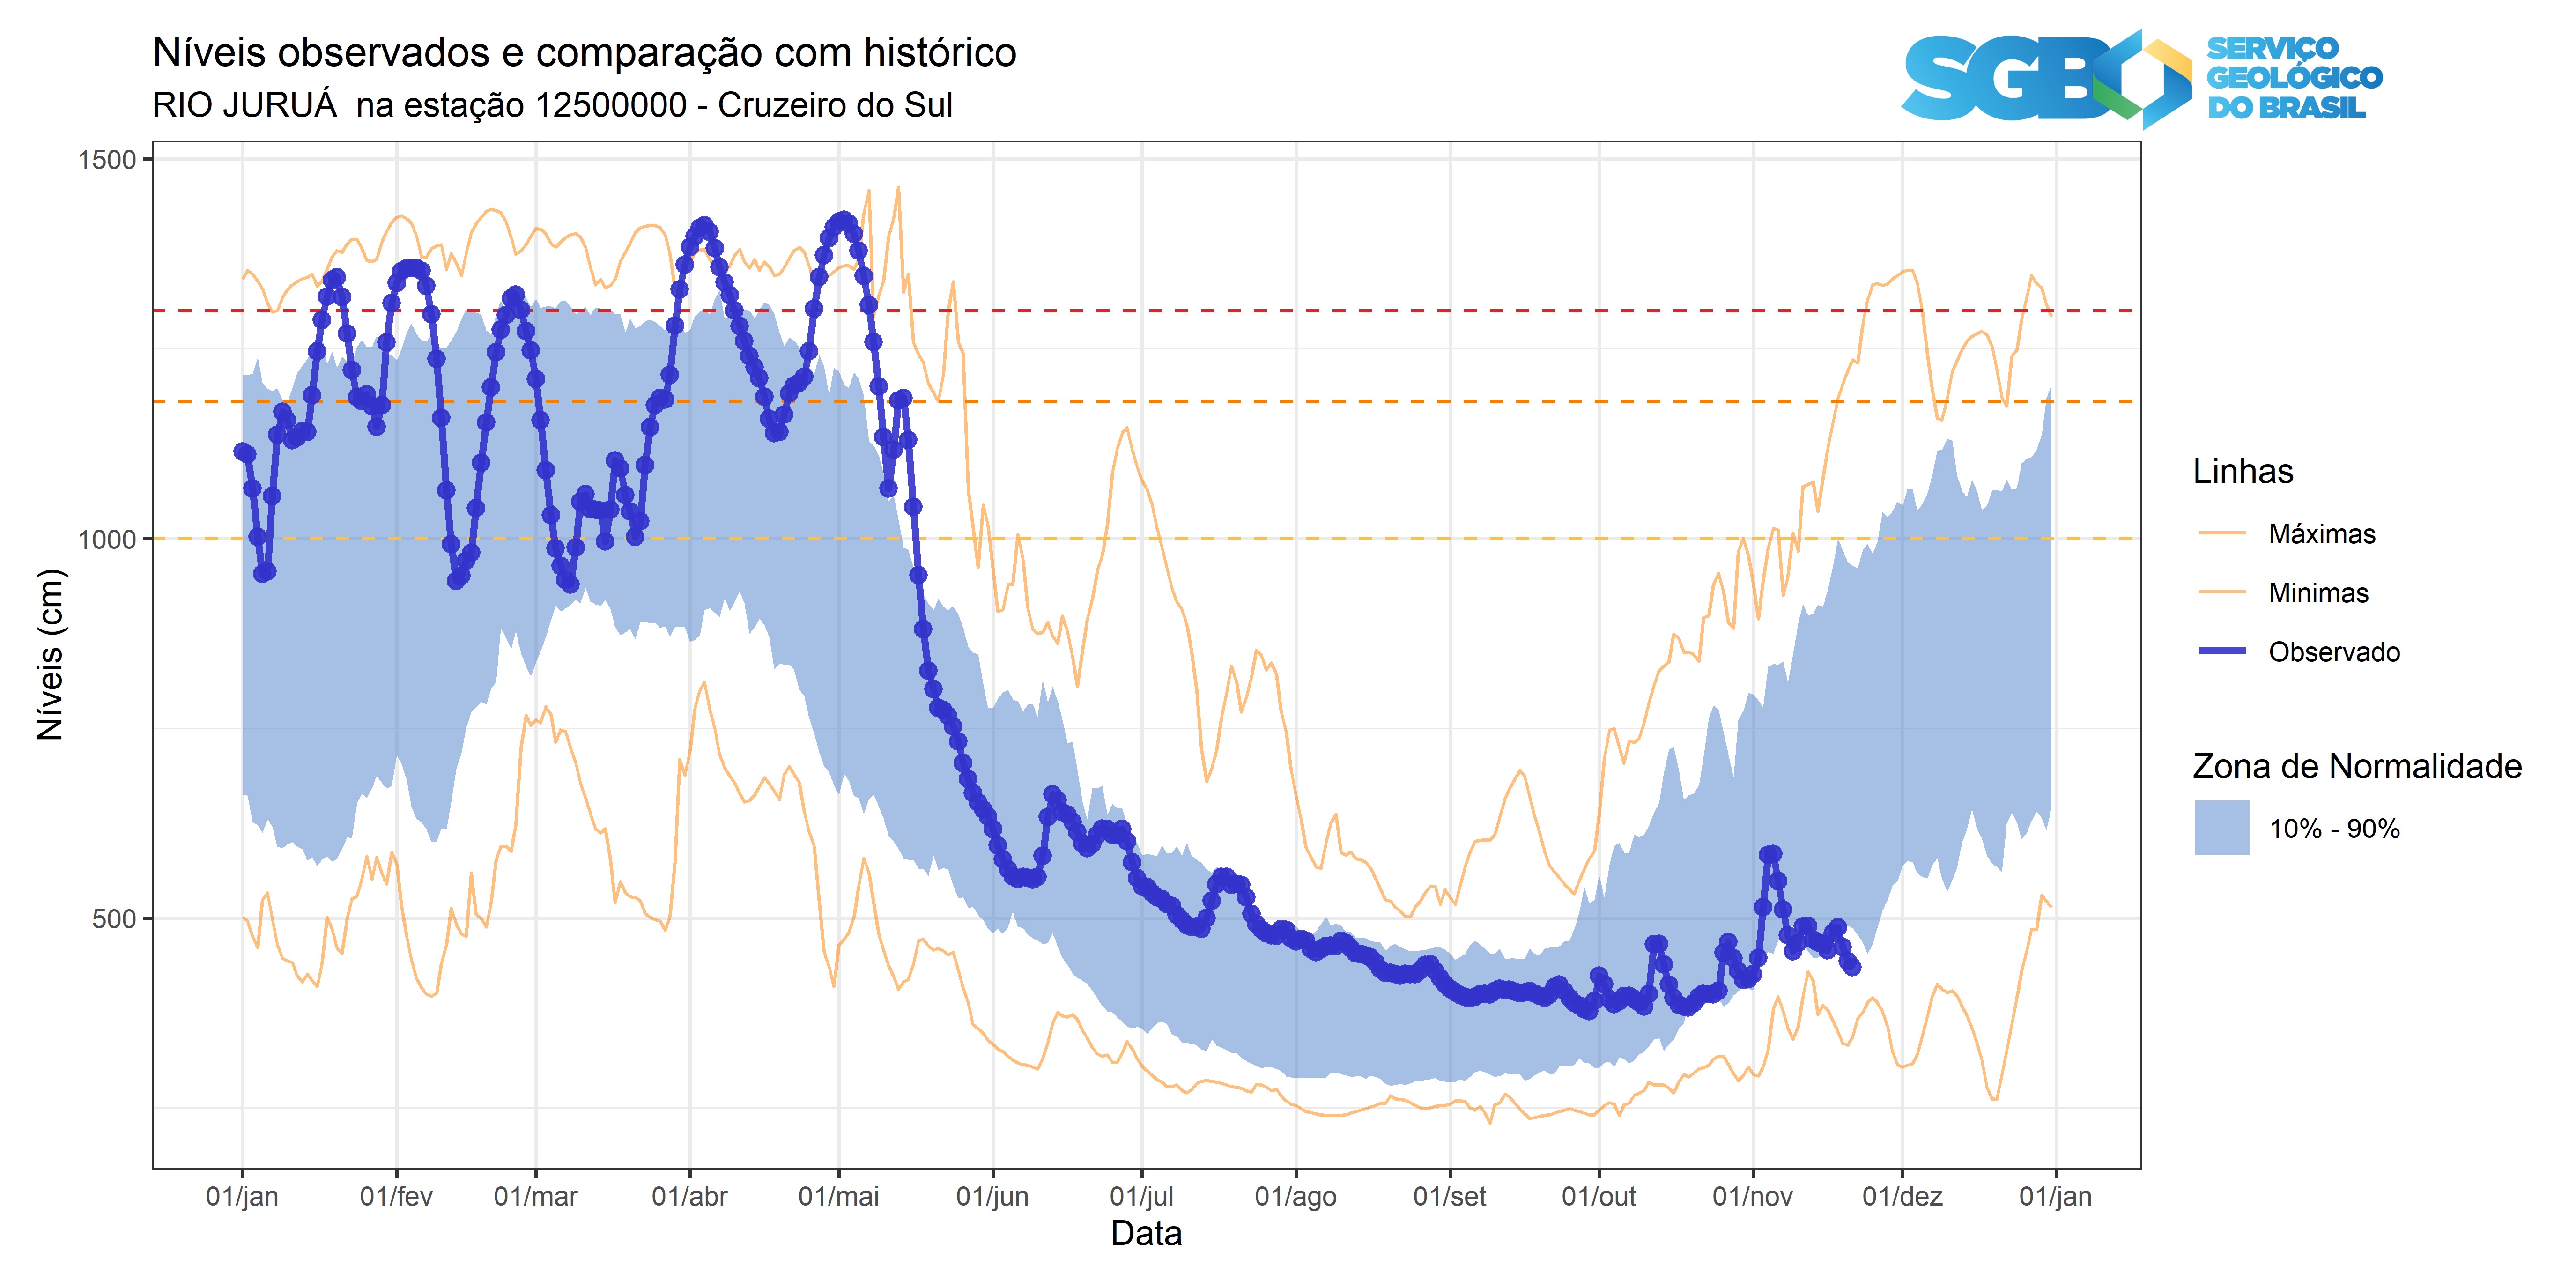 Níveis observados e comparação com histórico
RIO JURUÁ  na estação 12500000 - Cruzeiro do Sul
SGB
SERVIÇO
GEOLÓGICO
DO BRASIL
1500
1000
500
Níveis (cm)
01/jan
01/fev
01/mar
01/abr
01/mai
01/jun
01/jul
01/ago
01/set
01/out
01/nov
01/dez
01/jan
Data
Linhas
Máximas
Minimas
Observado
Zona de Normalidade
10% - 90%